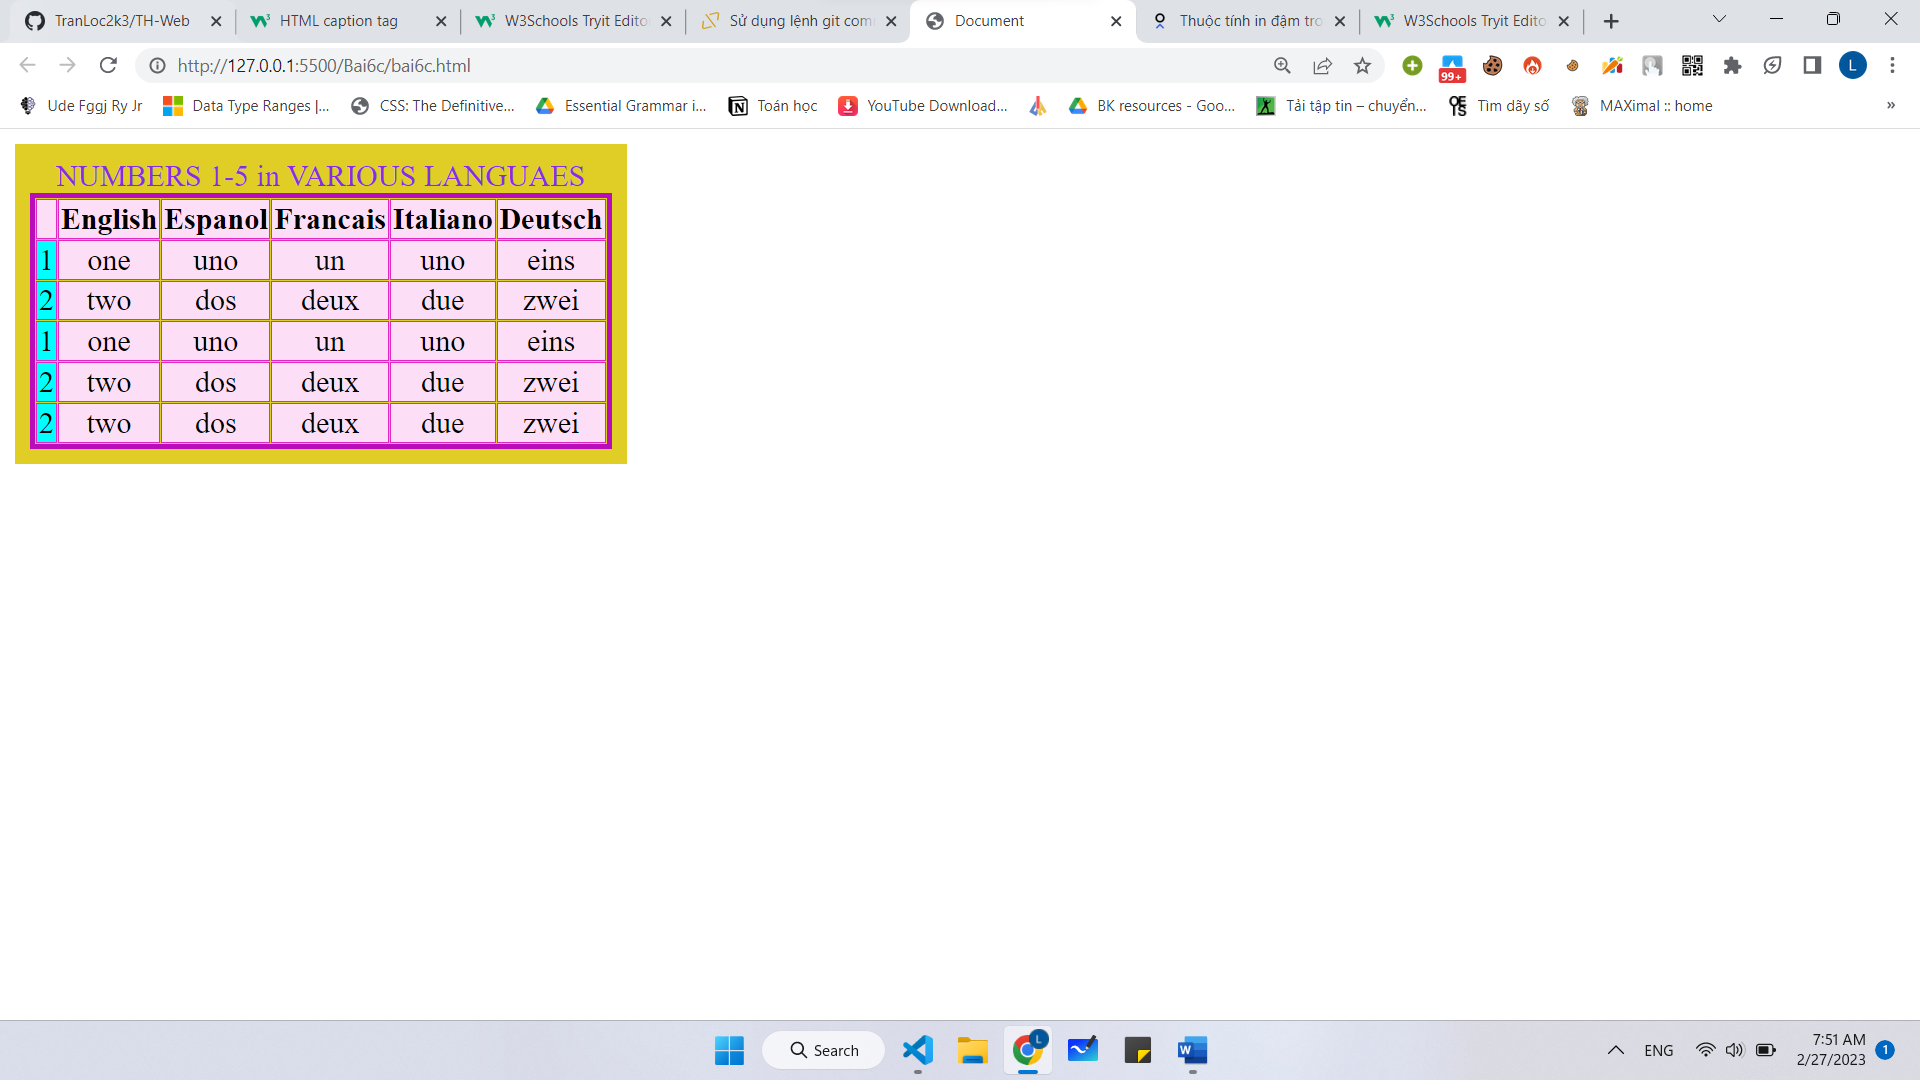 TranLoc2k3/TH-Web
HTML caption tag
W3Schools Tryit Edito
Sử dụng lệnh git com
Document
Thuộc tính in đậm tro
W3Schools Tryit Edito
http://127.0.0.1:5500/Bai6c/bai6c.html
99+
L
Ude Fggj Ry Jr
Data Type Ranges |...
CSS: The Definitive...
Essential Grammar i...
Toán học
YouTube Download...
BK resources - Goo...
Tải tập tin – chuyển...
Tìm dãy số
MAXimal :: home
»
NUMBERS 1-5 in VARIOUS LANGUAES
English Espanol Francais Italiano Deutsch
1 one uno un uno eins
2 two dos deux due zwei
1 one uno un uno eins
2 two dos deux due zwei
2 two dos deux due zwei
Search
L
ENG
7:51 AM
2/27/2023
1